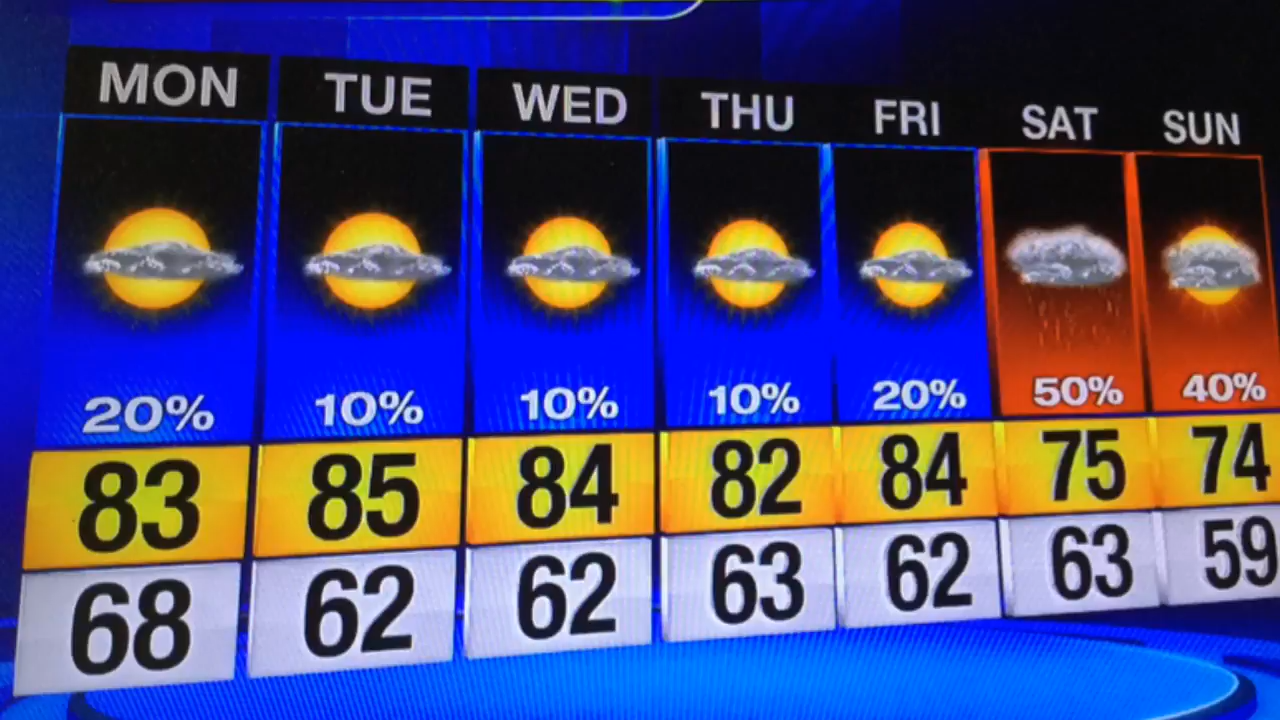 MON TUE WED THU FRI SAT SUN
20% 10% 10% 10% 20% 50% 40%
83 85 84 82 84 75 74
68 62 62 63 62 63 59